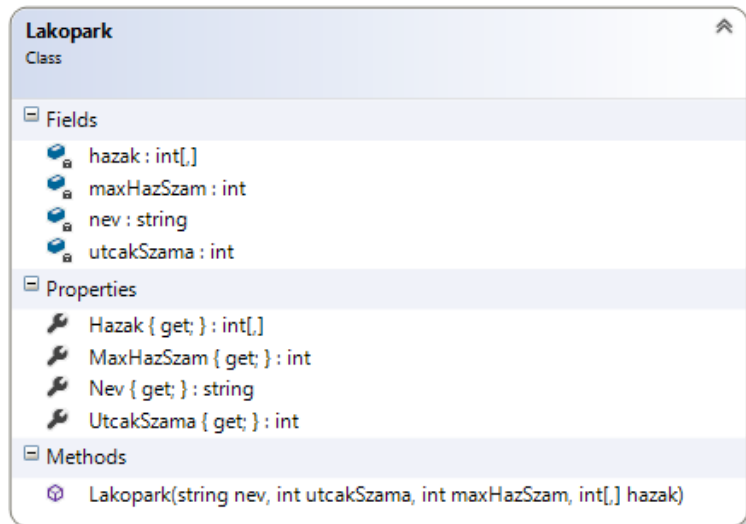 Lakopark
Class
Fields
hazak : int[,]
maxHazSzam : int
nev : string
utcakSzama : int
Properties
Hazak { get; } : int[,]
MaxHazSzam { get; } : int
Nev { get; } : string
UtcakSzama { get; } : int
Methods
Lakopark(string nev, int utcakSzama, int maxHazSzam, int[,] hazak)